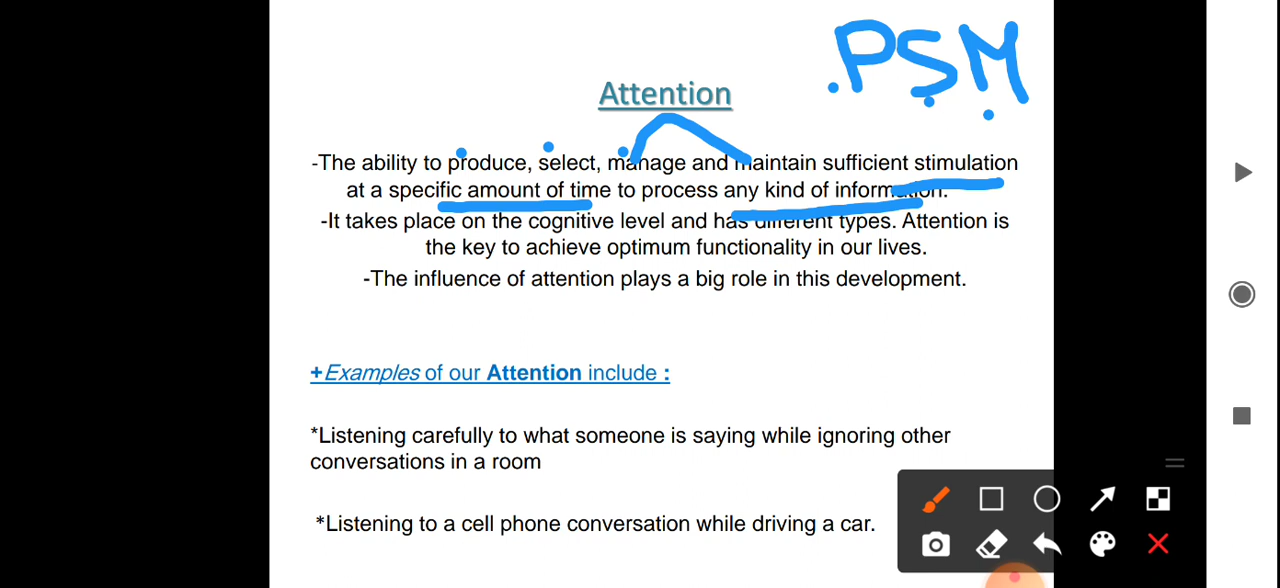 PSM
Attention
-The ability to produce, select, manage and maintain sufficient stimulation
at a specific amount of time to process any kind of information.
-It takes place on the cognitive level and has different types. Attention is
the key to achieve optimum functionality in our lives.
-The influence of attention plays a big role in this development.
+Examples of our Attention include :
*Listening carefully to what someone is saying while ignoring other
conversations in a room
*Listening to a cell phone conversation while driving a car.